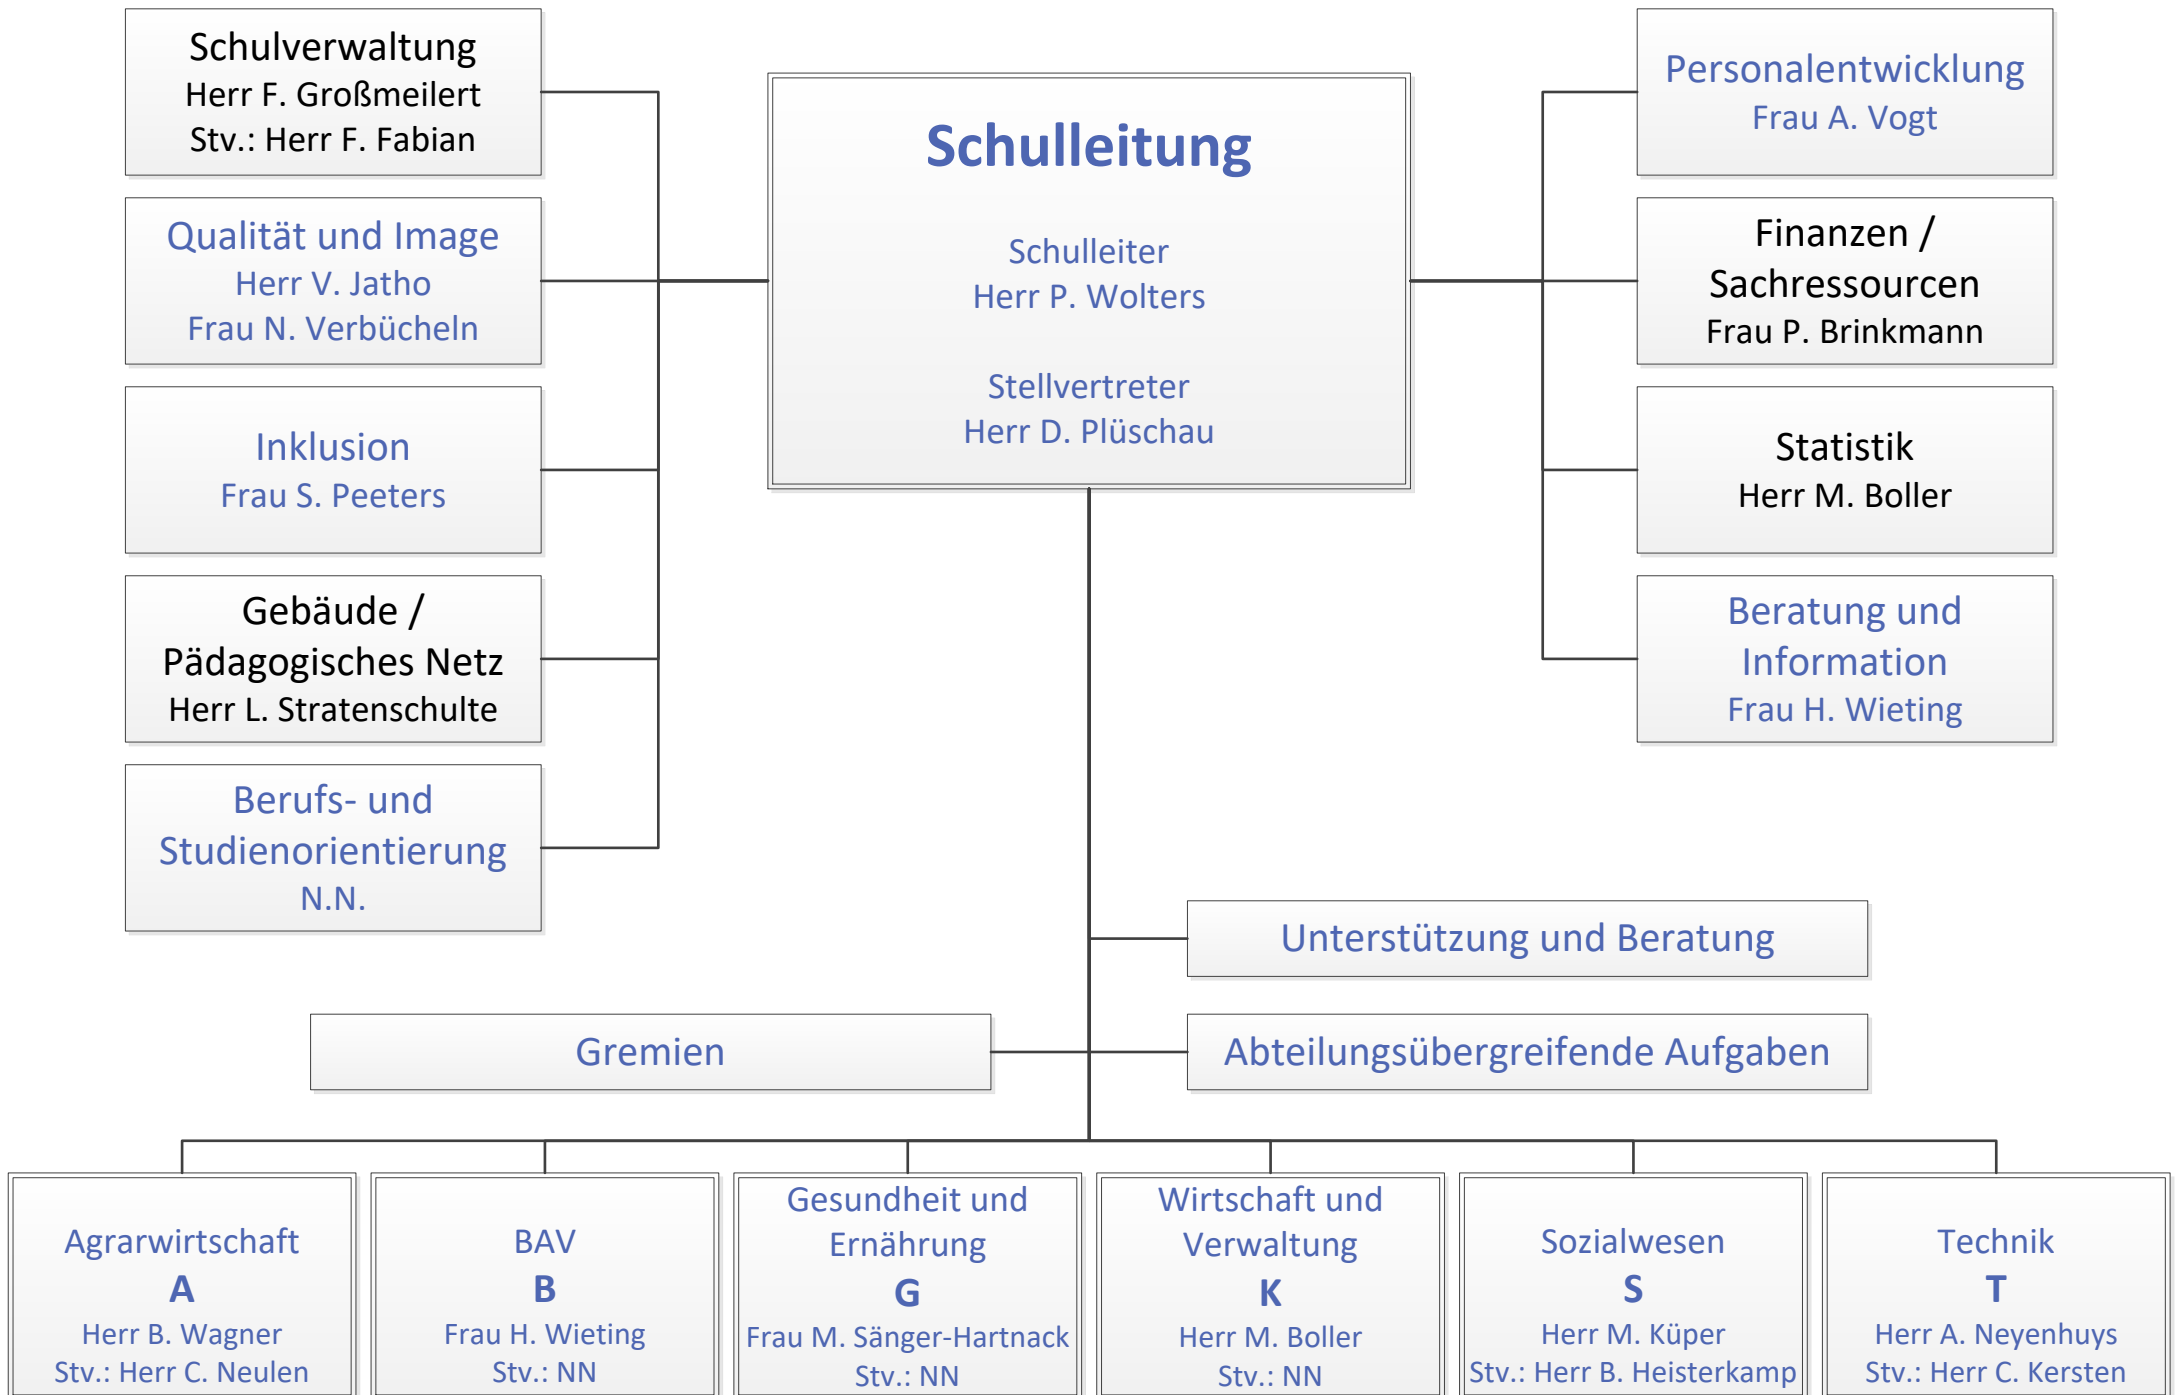 Schulverwaltung
Herr F. Großmeilert
Stv.: Herr F. Fabian
Qualität und Image
Herr V. Jatho
Frau N. Verbücheln
Inklusion
Frau S. Peeters
Gebäude /
Pädagogisches Netz
Herr L. Stratenschulte
Berufs- und
Studienorientierung
N.N.
Schulleitung
Schulleiter
Herr P. Wolters
Stellvertreter
Herr D. Plüschau
Personalentwicklung
Frau A. Vogt
Finanzen /
Sachressourcen
Frau P. Brinkmann
Statistik
Herr M. Boller
Beratung und
Information
Frau H. Wieting
Unterstützung und Beratung
Gremien
Abteilungsübergreifende Aufgaben
Agrarwirtschaft
A
Herr B. Wagner
Stv.: Herr C. Neulen
BAV
B
Frau H. Wieting
Stv.: NN
Gesundheit und
Ernährung
G
Frau M. Sänger-Hartnack
Stv.: NN
Wirtschaft und
Verwaltung
K
Herr M. Boller
Stv.: NN
Sozialwesen
S
Herr M. Küper
Stv.: Herr B. Heisterkamp
Technik
T
Herr A. Neyenhuys
Stv.: Herr C. Kersten